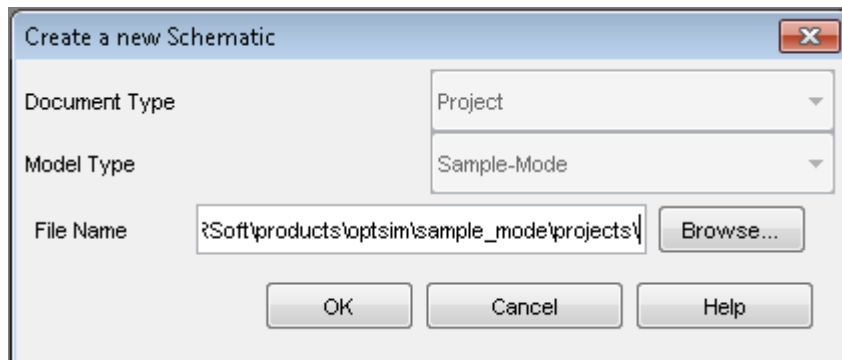 Create a new Schematic
Document Type Project
Model Type Sample-Mode
File Name RSoft\products\optsim\sample_mode\projects\ Browse...
OK Cancel Help